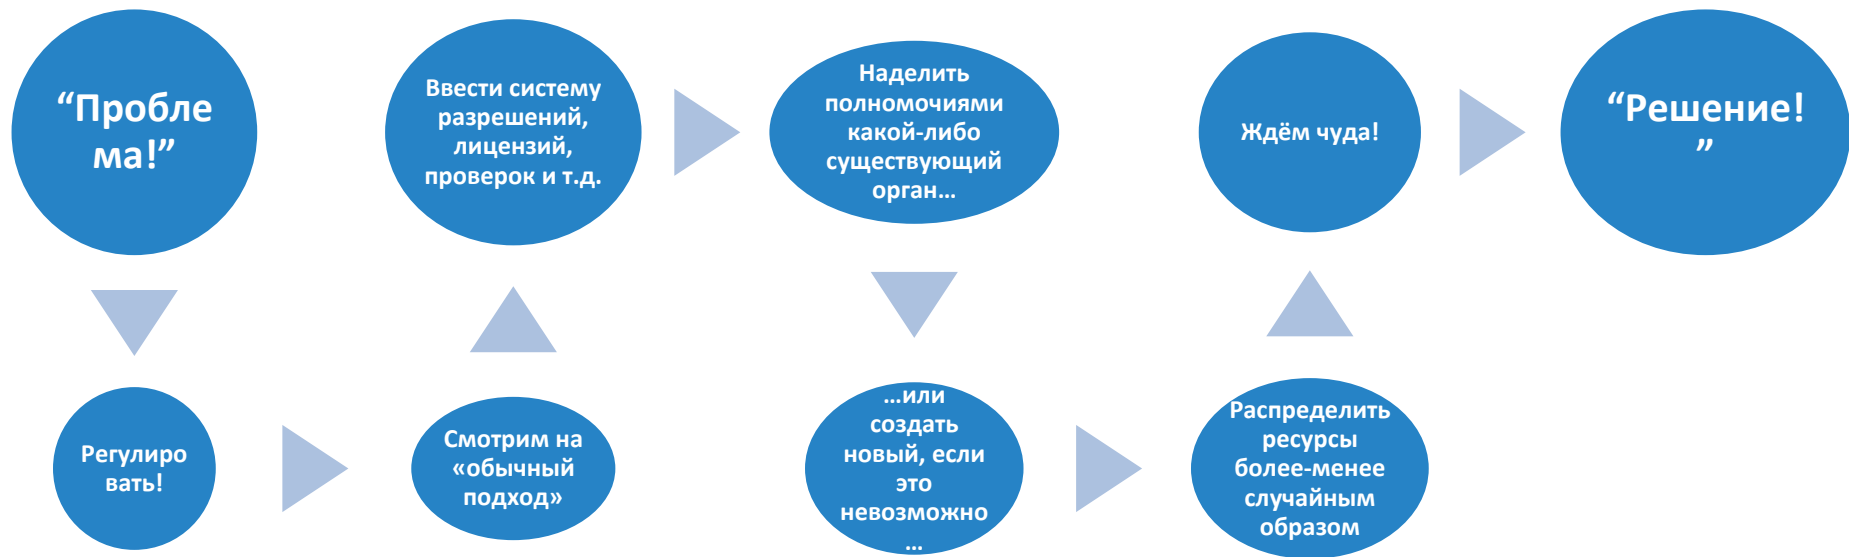 “Пробле
ма!”
Регулиро
вать!
Смотрим на
«обычный
подход»
Ввести систему
разрешений,
лицензий,
проверок и т.д.
Наделить
полномочиями
какой-либо
существующий
орган…
…или
создать
новый, если
это
невозможно
…
Распределить
ресурсы
более-менее
случайным
образом
Ждём чуда!
“Решение!
”